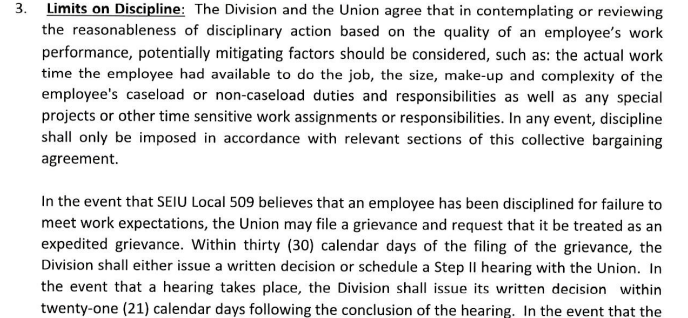 3. Limits on Discipline: The Division and the Union agree that in contemplating or reviewing
the reasonableness of disciplinary action based on the quality of an employee's work
performance, potentially mitigating factors should be considered, such as: the actual work
time the employee had available to do the job, the size, make-up and complexity of the
employee's caseload or non-caseload duties and responsibilities as well as any special
projects or other time sensitive work assignments or responsibilities. In any event, discipline
shall only be imposed in accordance with relevant sections of this collective bargaining
agreement.
In the event that SEIU Local 509 believes that an employee has been disciplined for failure to
meet work expectations, the Union may file a grievance and request that it be treated as an
expedited grievance. Within thirty (30) calendar days of the filing of the grievance, the
Division shall either issue a written decision or schedule a Step II hearing with the Union. In
the event that a hearing takes place, the Division shall issue its written decision within
twenty-one (21) calendar days following the conclusion of the hearing. In the event that the